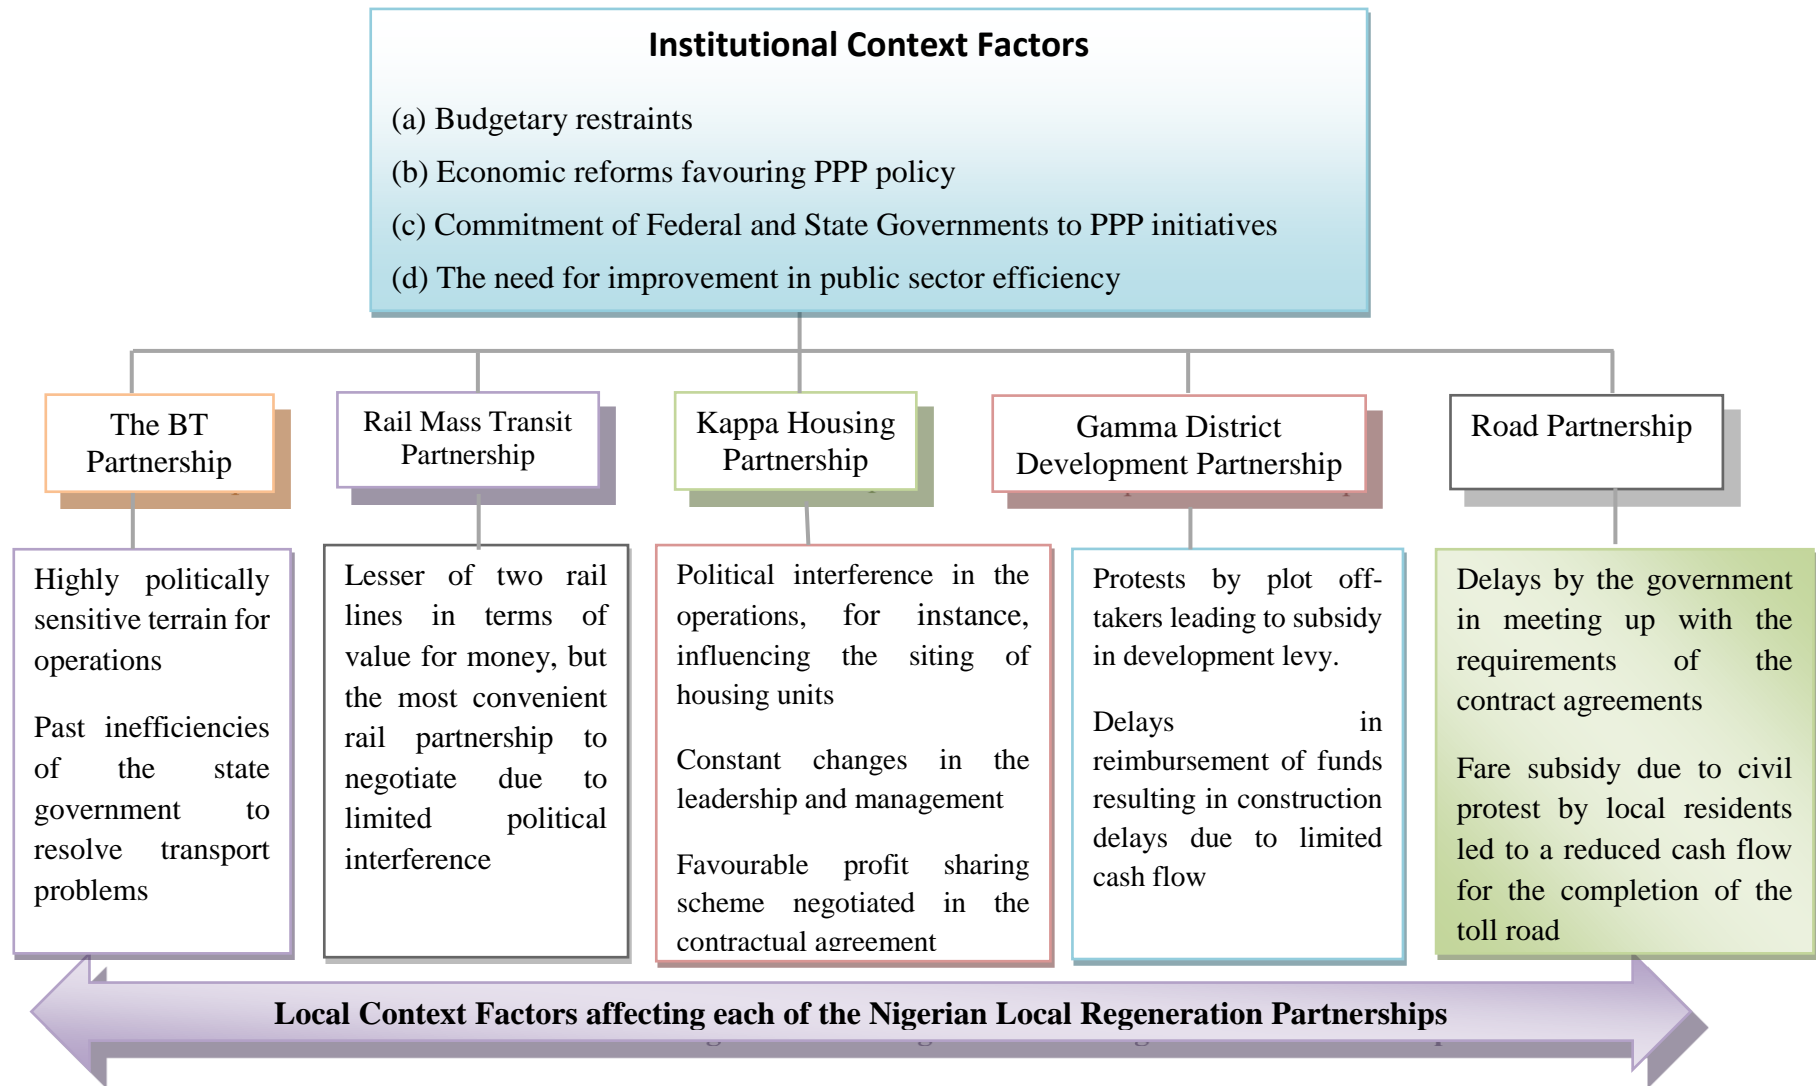 Institutional Context Factors
(a) Budgetary restraints
(b) Economic reforms favouring PPP policy
(c) Commitment of Federal and State Governments to PPP initiatives
(d) The need for improvement in public sector efficiency
The BT
Partnership
Rail Mass Transit
Partnership
Kappa Housing
Partnership
Gamma District
Development Partnership
Road Partnership
Highly politically
sensitive terrain for
operations
Past inefficiencies
of the state
government to
resolve transport
problems
Lesser of two rail
lines in terms of
value for money, but
the most convenient
rail partnership to
negotiate due to
limited political
interference
Political interference in the
operations, for instance,
influencing the siting of
housing units
Constant changes in the
leadership and management
Favourable profit sharing
scheme negotiated in the
contractual agreement
Protests by plot off-
takers leading to subsidy
in development levy.
Delays in
reimbursement of funds
resulting in construction
delays due to limited
cash flow
Delays by the government
in meeting up with the
requirements of the
contract agreements
Fare subsidy due to civil
protest by local residents
led to a reduced cash flow
for the completion of the
toll road
Local Context Factors affecting each of the Nigerian Local Regeneration Partnerships